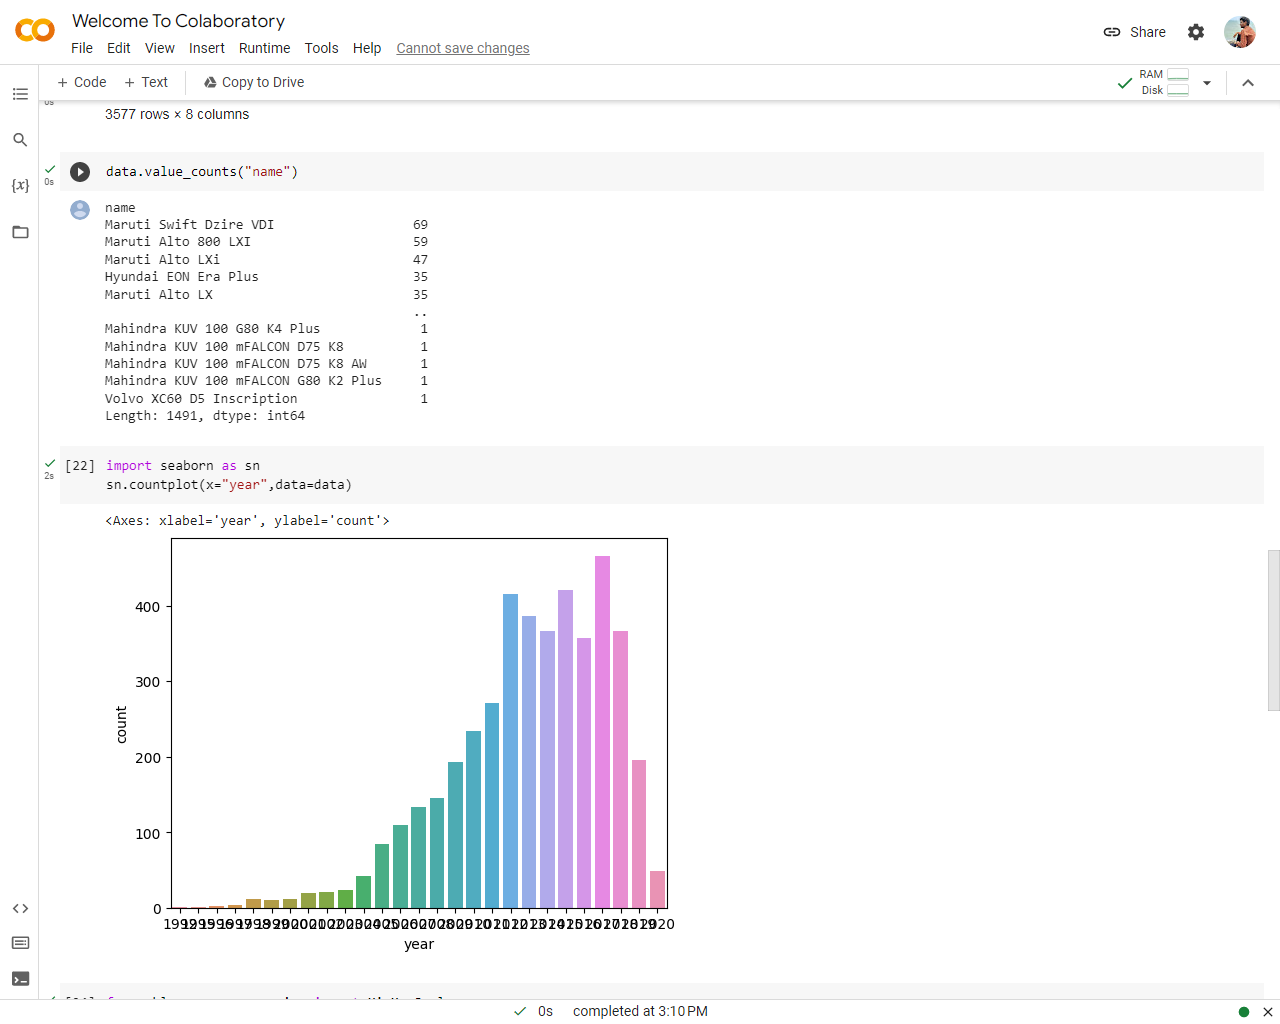 Welcome To Colaboratory
File Edit View Insert Runtime Tools Help Cannot save changes
Share
+ Code + Text Copy to Drive
RAM
Disk
0s
3577 rows × 8 columns
0s
data.value_counts("name")
name
Maruti Swift Dzire VDI 69
Maruti Alto 800 LXI 59
Maruti Alto LXi 47
Hyundai EON Era Plus 35
Maruti Alto LX 35
..
Mahindra KUV 100 G80 K4 Plus 1
Mahindra KUV 100 mFALCON D75 K8 1
Mahindra KUV 100 mFALCON D75 K8 AW 1
Mahindra KUV 100 mFALCON G80 K2 Plus 1
Volvo XC60 D5 Inscription 1
Length: 1491, dtype: int64
2s
[22] import seaborn as sn
sn.countplot(x="year",data=data)
<Axes: xlabel='year', ylabel='count'>
400
300
200
100
0
count
year
0s completed at 3:10 PM